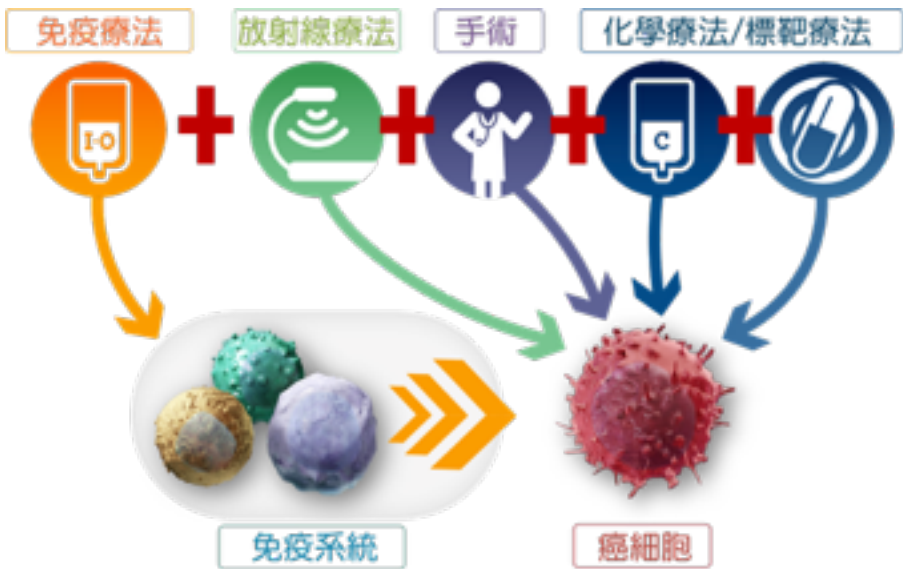 免疫療法
放射線療法
手術
化學療法/標靶療法
I-O
C
免疫系統
癌細胞